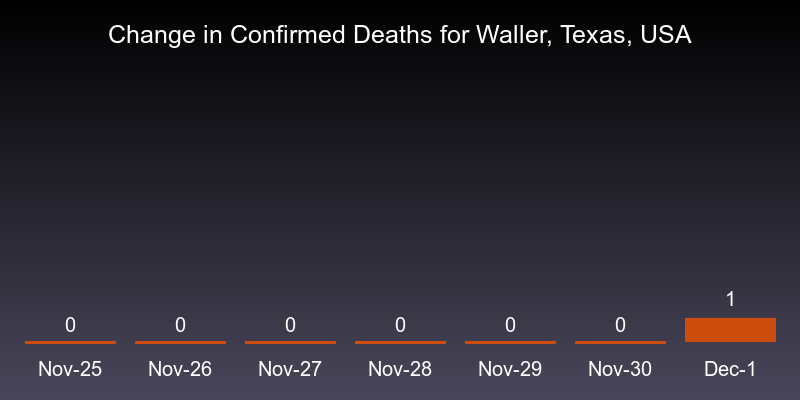 Change in Confirmed Deaths for Waller, Texas, USA
0 0 0 0 0 0 1
Nov-25 Nov-26 Nov-27 Nov-28 Nov-29 Nov-30 Dec-1